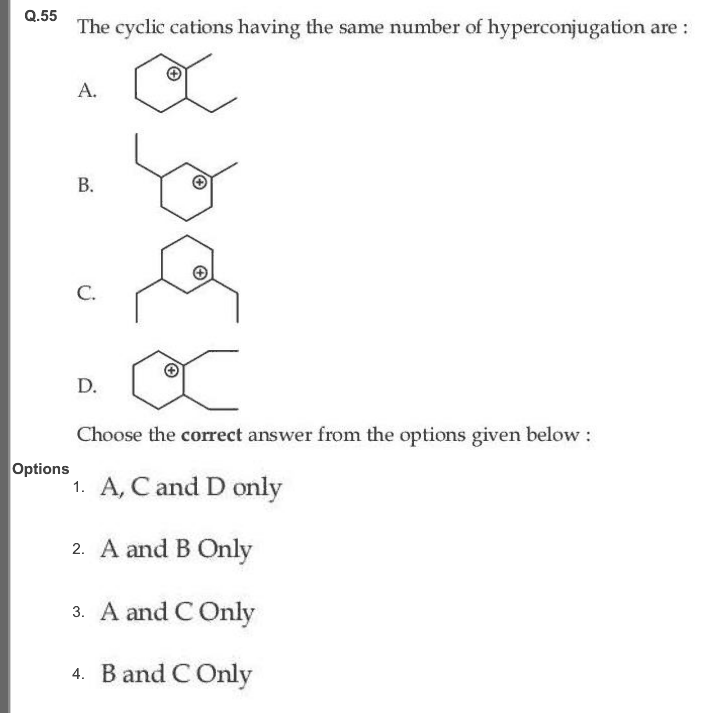 Q.55 The cyclic cations having the same number of hyperconjugation are :
A.
B.
C.
D.
Choose the correct answer from the options given below :
Options
1. A, C and D only
2. A and B Only
3. A and C Only
4. B and C Only